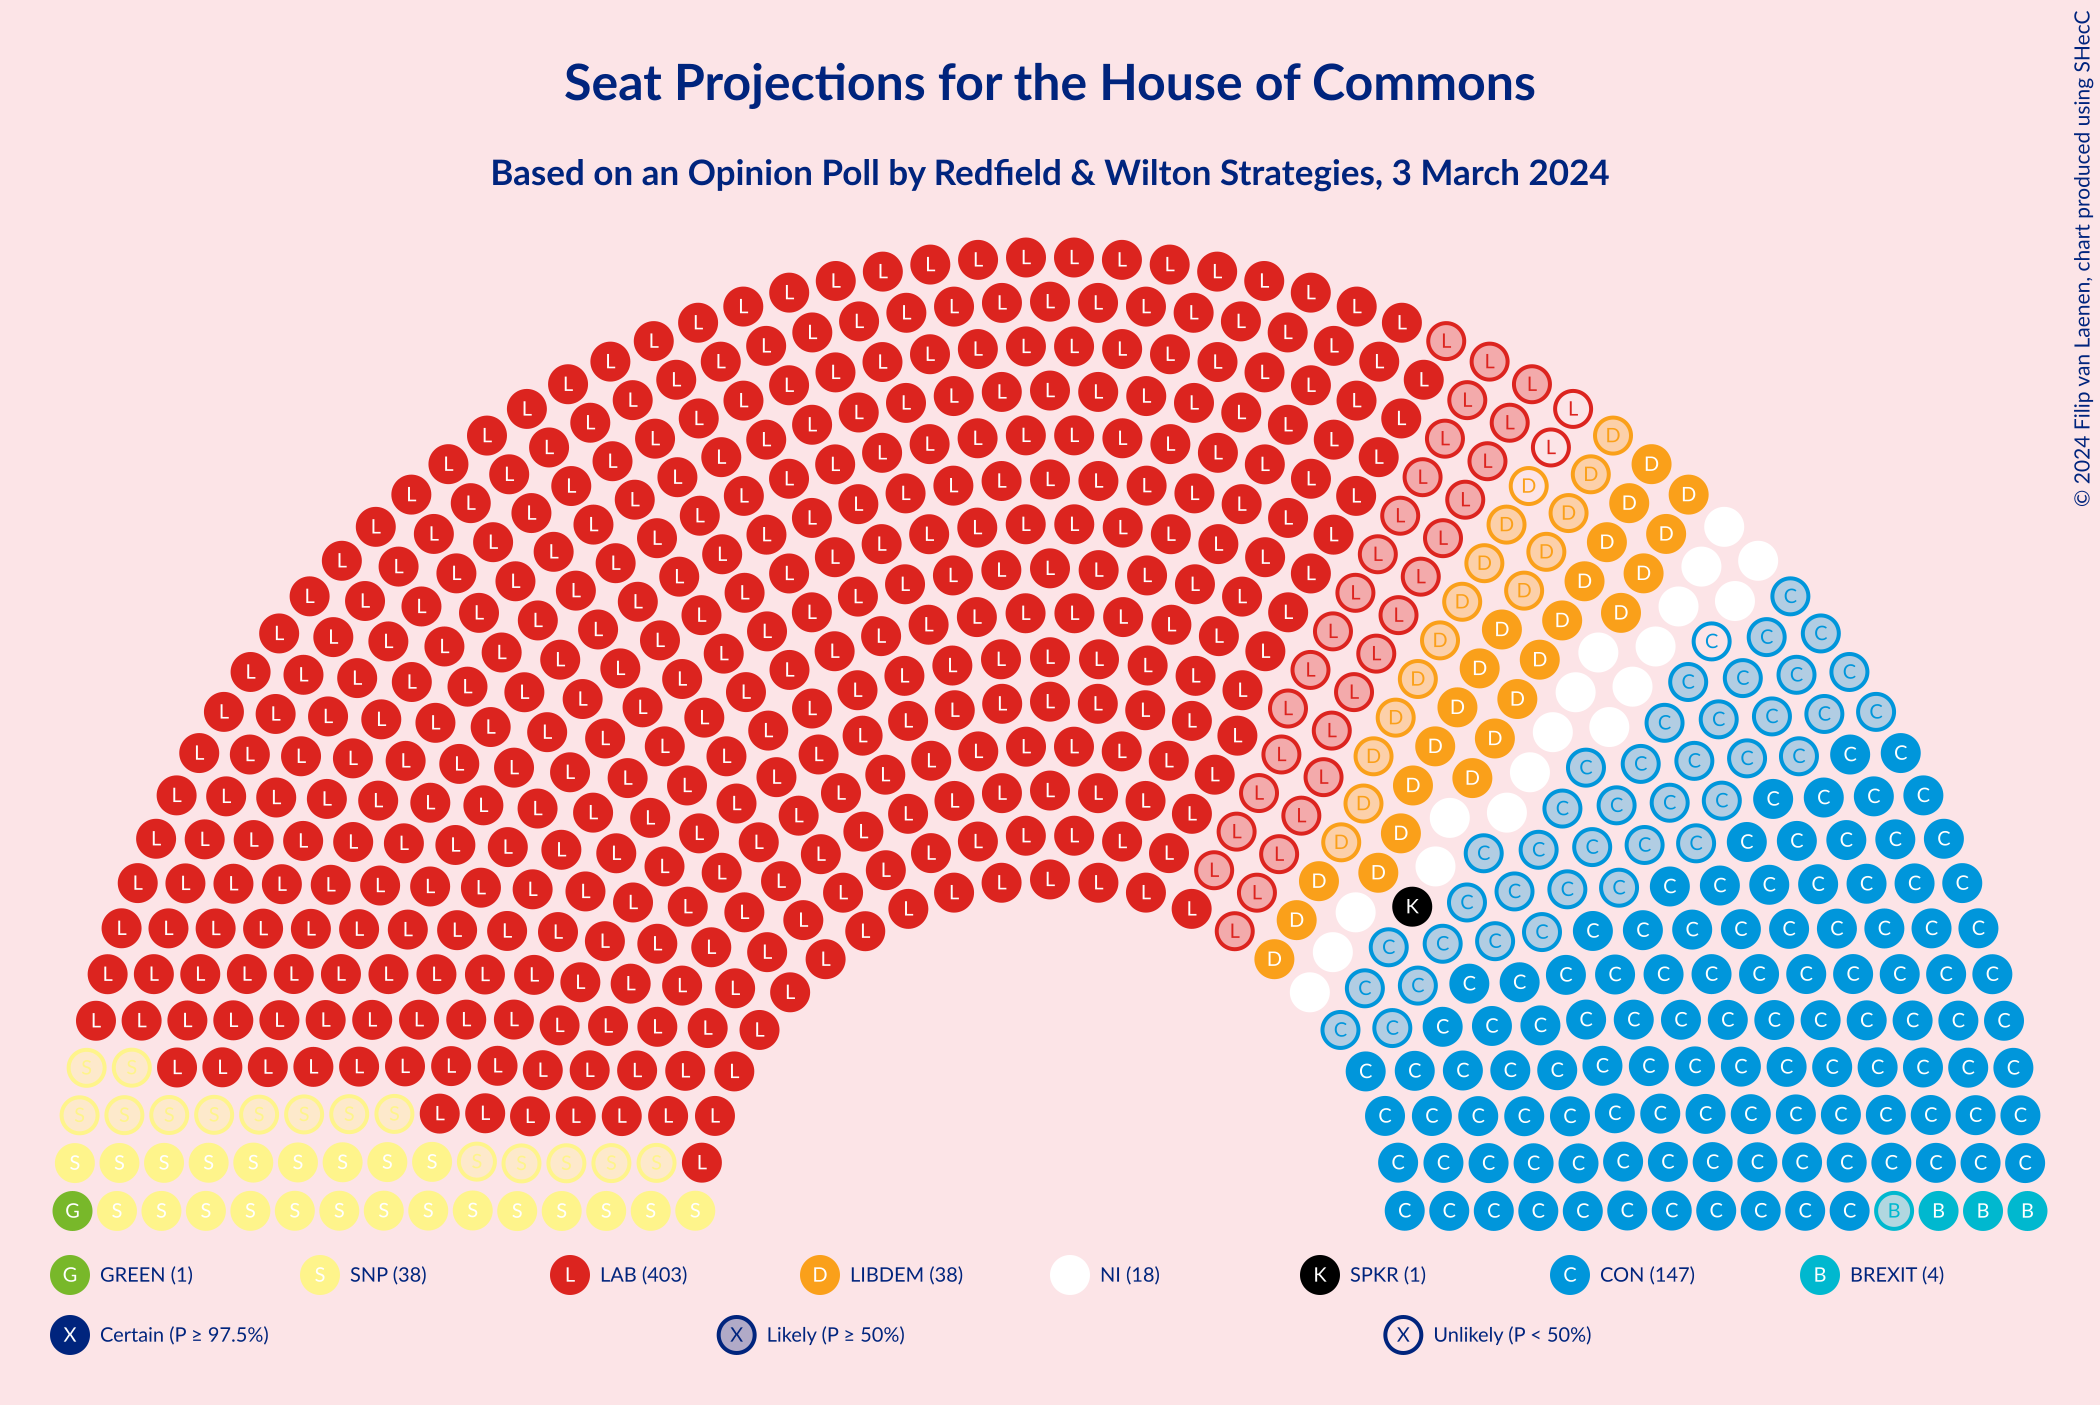 Seat Projections for the House of Commons
Based on an Opinion Poll by Redfield & Wilton Strategies, 3 March 2024
© 2024 Filip van Laenen, chart produced using SHecC
G GREEN (1)
S SNP (38)
L LAB (403)
D LIBDEM (38)
NI (18)
K SPKR (1)
C CON (147)
B BREXIT (4)
X Certain (P ≥ 97.5%)
X Likely (P ≥ 50%)
X Unlikely (P < 50%)